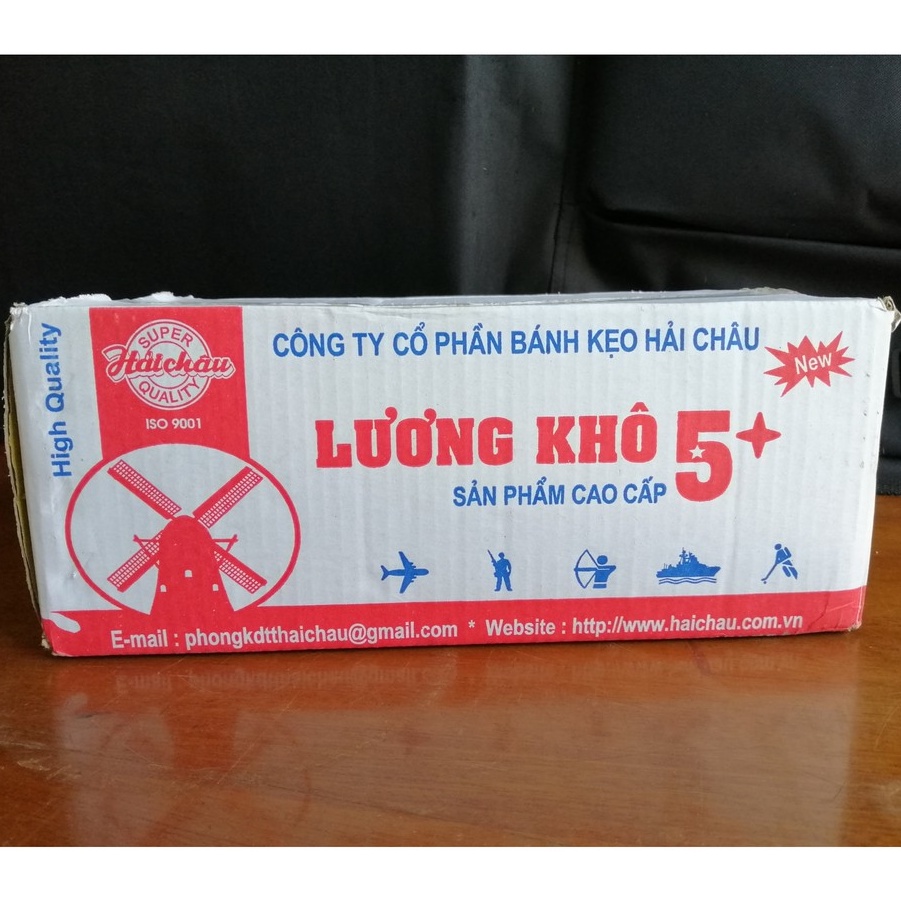 High Quality
SUPER
Hải châu
QUALITY
ISO 9001
CÔNG TY CỔ PHẦN BÁNH KẸO HẢI CHÂU
New
LƯƠNG KHÔ 5+
SẢN PHẨM CAO CẤP
E-mail : phongkdtthaichau@gmail.com * Website : http://www.haichau.com.vn